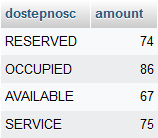 dostepnosc amount
RESERVED 74
OCCUPIED 86
AVAILABLE 67
SERVICE 75